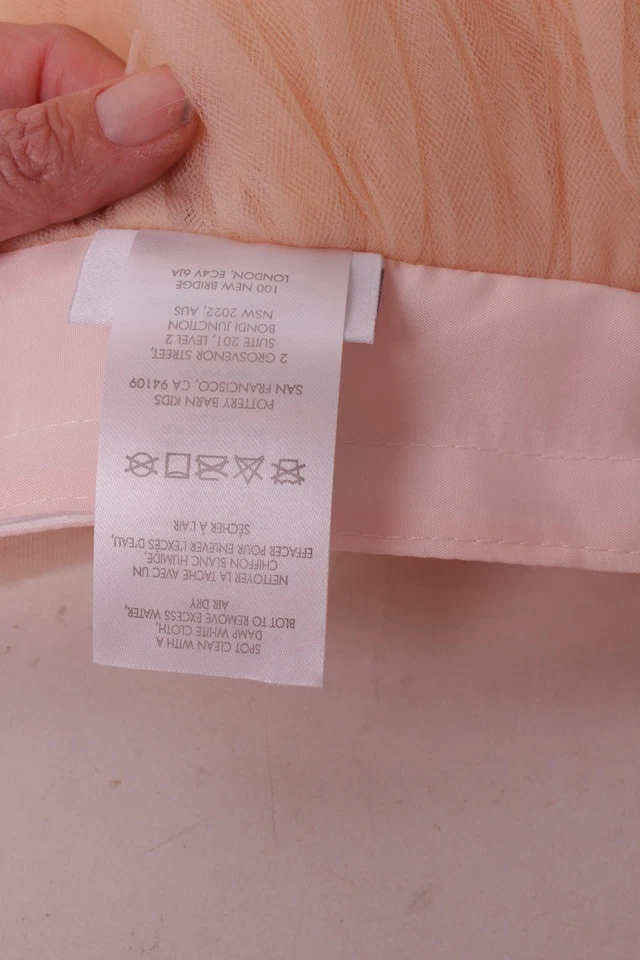 SPOT CLEAN WITH A
DAMP WHITE CLOTH,
BLOT TO REMOVE EXCESS WATER,
AIR DRY
NETTOYER LA TACHE AVEC UN
CHIFFON BLANC HUMIDE,
EFFACER POUR ENLEVER L'EXCES D'EAU,
SÉCHER À L'AIR
POTTERY BARN KIDS
SAN FRANCISCO, CA 94109
2 GROSVENOR STREET,
SUITE 201, LEVEL 2
BONDI JUNCTION
NSW 2022, AUS
100 NEW BRIDGE
LONDON, EC4V 6JA